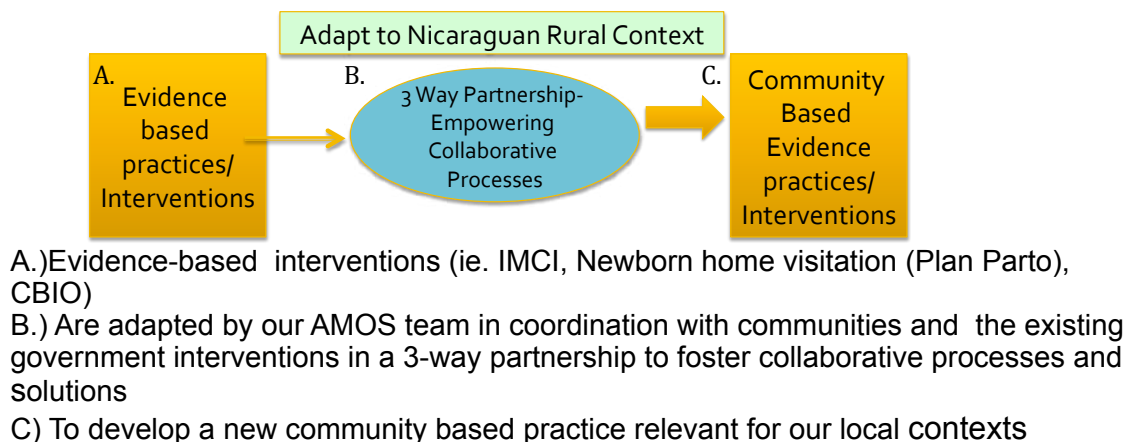 Adapt to Nicaraguan Rural Context
A.
Evidence
based
practices/
Interventions
B.
3 Way Partnership-
Empowering
Collaborative
Processes
C.
Community
Based
Evidence
practices/
Interventions
A.)Evidence-based interventions (ie. IMCI, Newborn home visitation (Plan Parto),
CBIO)
B.) Are adapted by our AMOS team in coordination with communities and the existing
government interventions in a 3-way partnership to foster collaborative processes and
solutions
C) To develop a new community based practice relevant for our local contexts